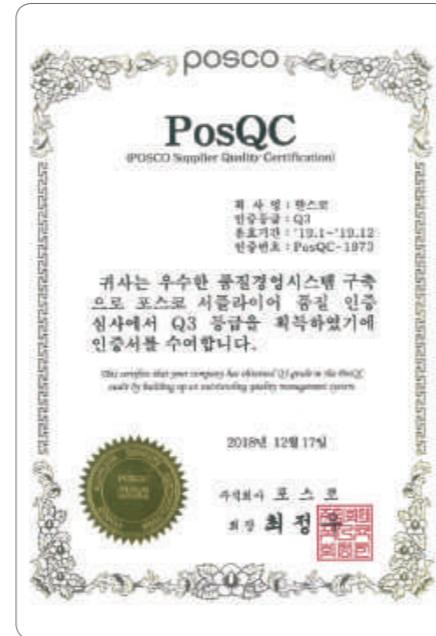 posco
PosQC
(POSCO Supplier Quality Certification)
회 사 명 : 한스코
인증등급 : Q3
유효기간 : '19.1~'19.12
인증번호 : PosQC-1973
귀사는 우수한 품질경영시스템 구축
으로 포스코 서플라이어 품질 인증
심사에서 Q3 등급을 획득하였기에
인증서를 수여합니다.
This certifies that your company has obtained Q3 grade in the PosQC
audit by building up an outstanding quality management system
2018년 12월 17일
주식회사 포 스 코
회 장 최 정 우